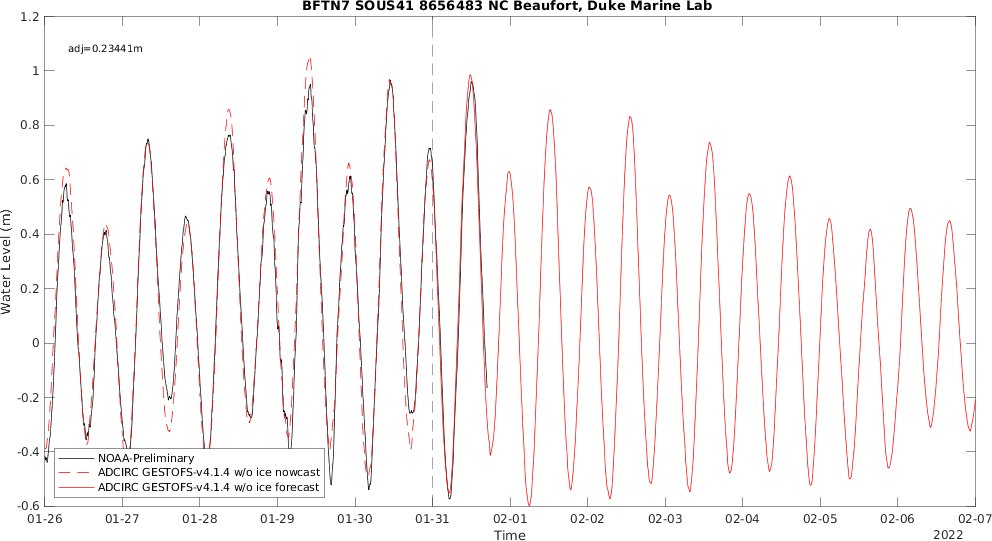 BFTN7 SOUS41 8656483 NC Beaufort, Duke Marine Lab
adj=0.23441m
1.2
1
0.8
0.6
0.4
0.2
0
-0.2
-0.4
-0.6
Water Level (m)
NOAA-Preliminary
ADCIRC GESTOFS-v4.1.4 w/o ice nowcast
ADCIRC GESTOFS-v4.1.4 w/o ice forecast
01-26 01-27 01-28 01-29 01-30 01-31 02-01 02-02 02-03 02-04 02-05 02-06 02-07
Time
2022